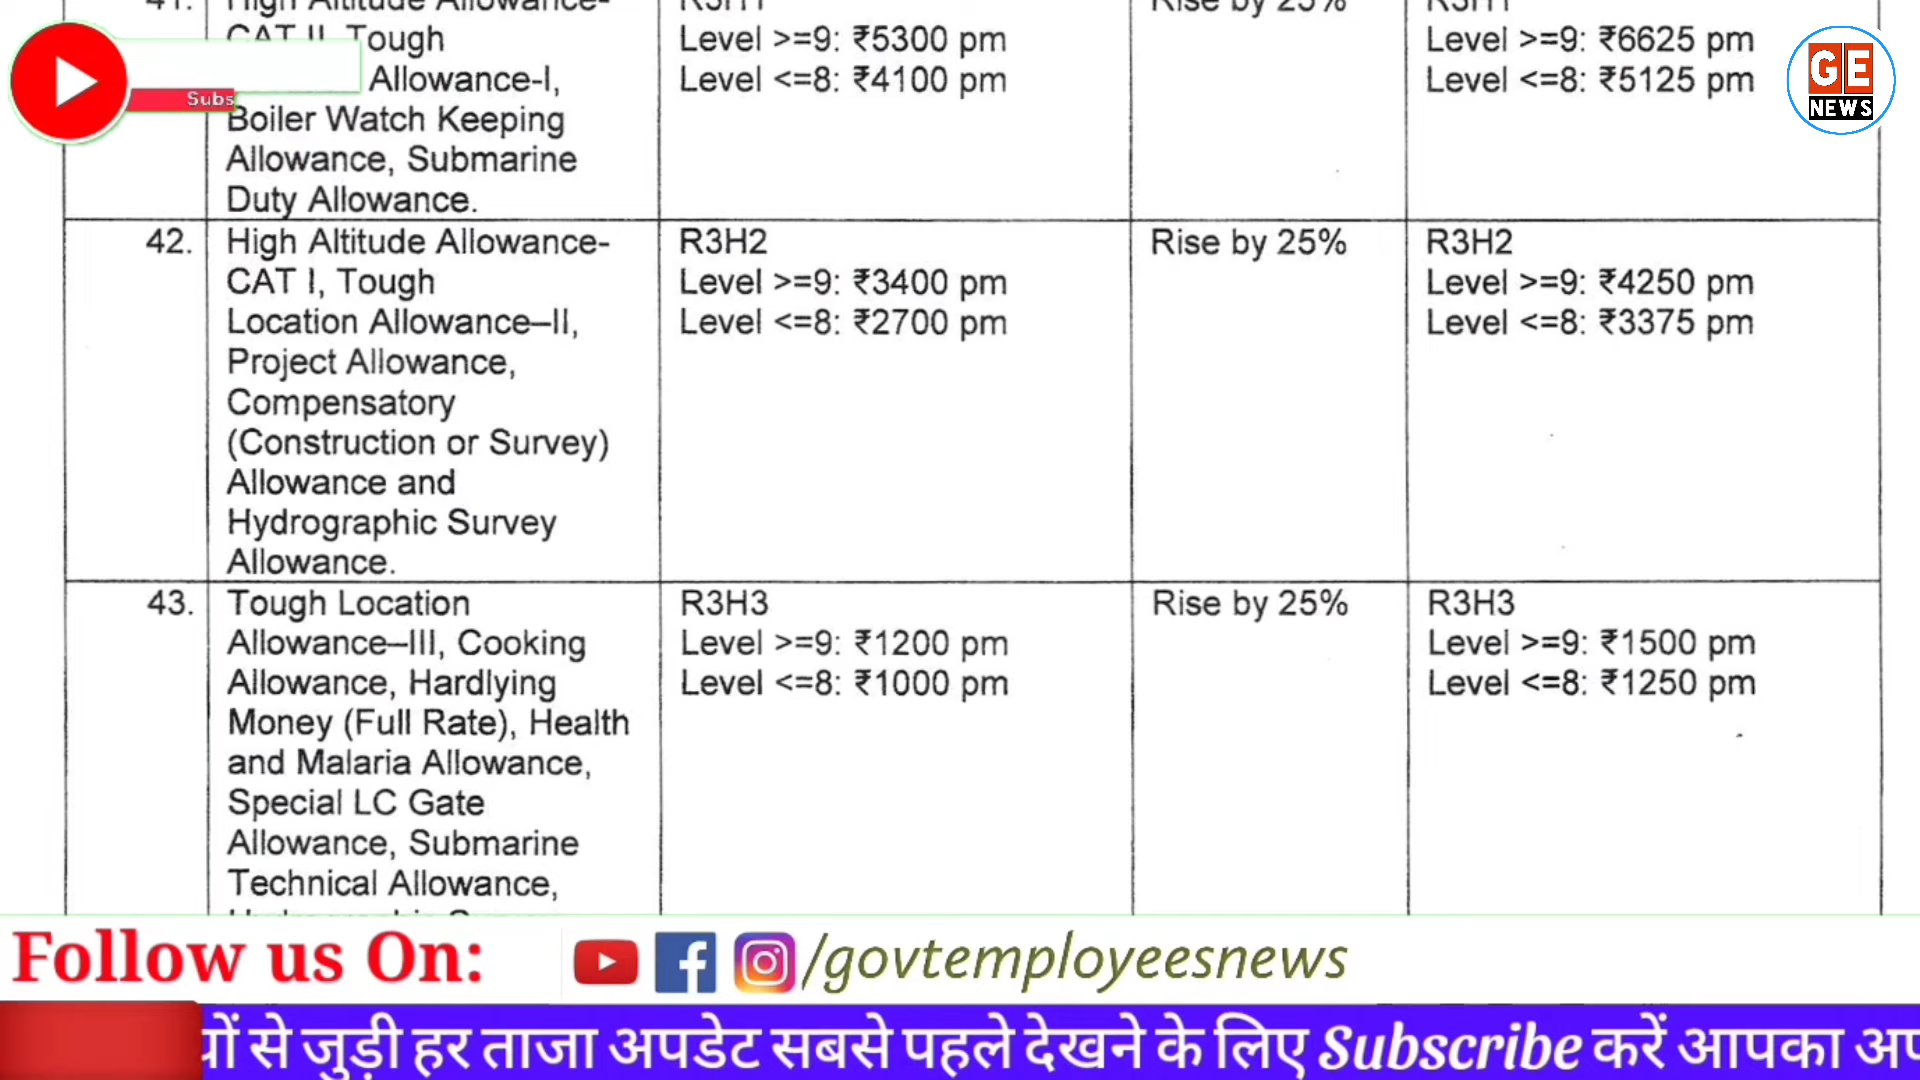 41. High Altitude Allowance- R3H1 Rise by 25% R3H1
CAT II, Tough Level >=9: ₹5300 pm Level >=9: ₹6625 pm
Allowance-I, Level <=8: ₹4100 pm Level <=8: ₹5125 pm
Subs
Boiler Watch Keeping
Allowance, Submarine
Duty Allowance.
GE
NEWS
42. High Altitude Allowance- R3H2 Rise by 25% R3H2
CAT I, Tough Level >=9: ₹3400 pm Level >=9: ₹4250 pm
Location Allowance–II, Level <=8: ₹2700 pm Level <=8: ₹3375 pm
Project Allowance,
Compensatory
(Construction or Survey)
Allowance and
Hydrographic Survey
Allowance.
43. Tough Location R3H3 Rise by 25% R3H3
Allowance–III, Cooking Level >=9: ₹1200 pm Level >=9: ₹1500 pm
Allowance, Hardlying Level <=8: ₹1000 pm Level <=8: ₹1250 pm
Money (Full Rate), Health
and Malaria Allowance,
Special LC Gate
Allowance, Submarine
Technical Allowance,
Follow us On: /govtemployeesnews
से जुड़ी हर ताजा अपडेट सबसे पहले देखने के लिए Subscribe करें आपका